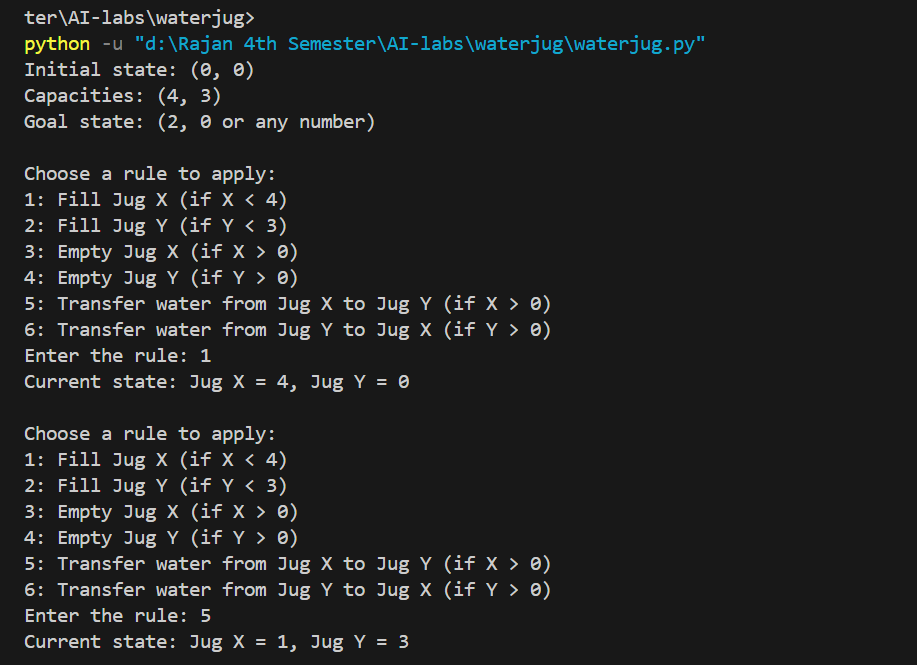 ter\AI-labs\waterjug>
python -u "d:\Rajan 4th Semester\AI-labs\waterjug\waterjug.py"
Initial state: (0, 0)
Capacities: (4, 3)
Goal state: (2, 0 or any number)
Choose a rule to apply:
1: Fill Jug X (if X < 4)
2: Fill Jug Y (if Y < 3)
3: Empty Jug X (if X > 0)
4: Empty Jug Y (if Y > 0)
5: Transfer water from Jug X to Jug Y (if X > 0)
6: Transfer water from Jug Y to Jug X (if Y > 0)
Enter the rule: 1
Current state: Jug X = 4, Jug Y = 0
Choose a rule to apply:
1: Fill Jug X (if X < 4)
2: Fill Jug Y (if Y < 3)
3: Empty Jug X (if X > 0)
4: Empty Jug Y (if Y > 0)
5: Transfer water from Jug X to Jug Y (if X > 0)
6: Transfer water from Jug Y to Jug X (if Y > 0)
Enter the rule: 5
Current state: Jug X = 1, Jug Y = 3